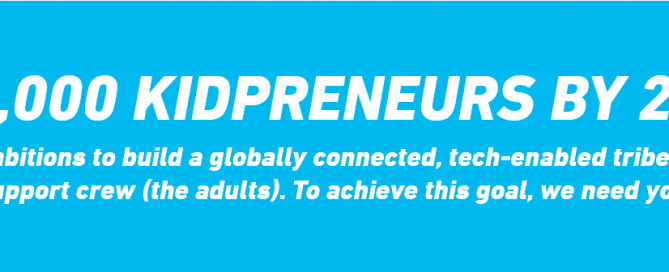 ,000 KIDPRENEURS BY 2
bitions to build a globally connected, tech-enabled tribe
upport crew (the adults). To achieve this goal, we need yo